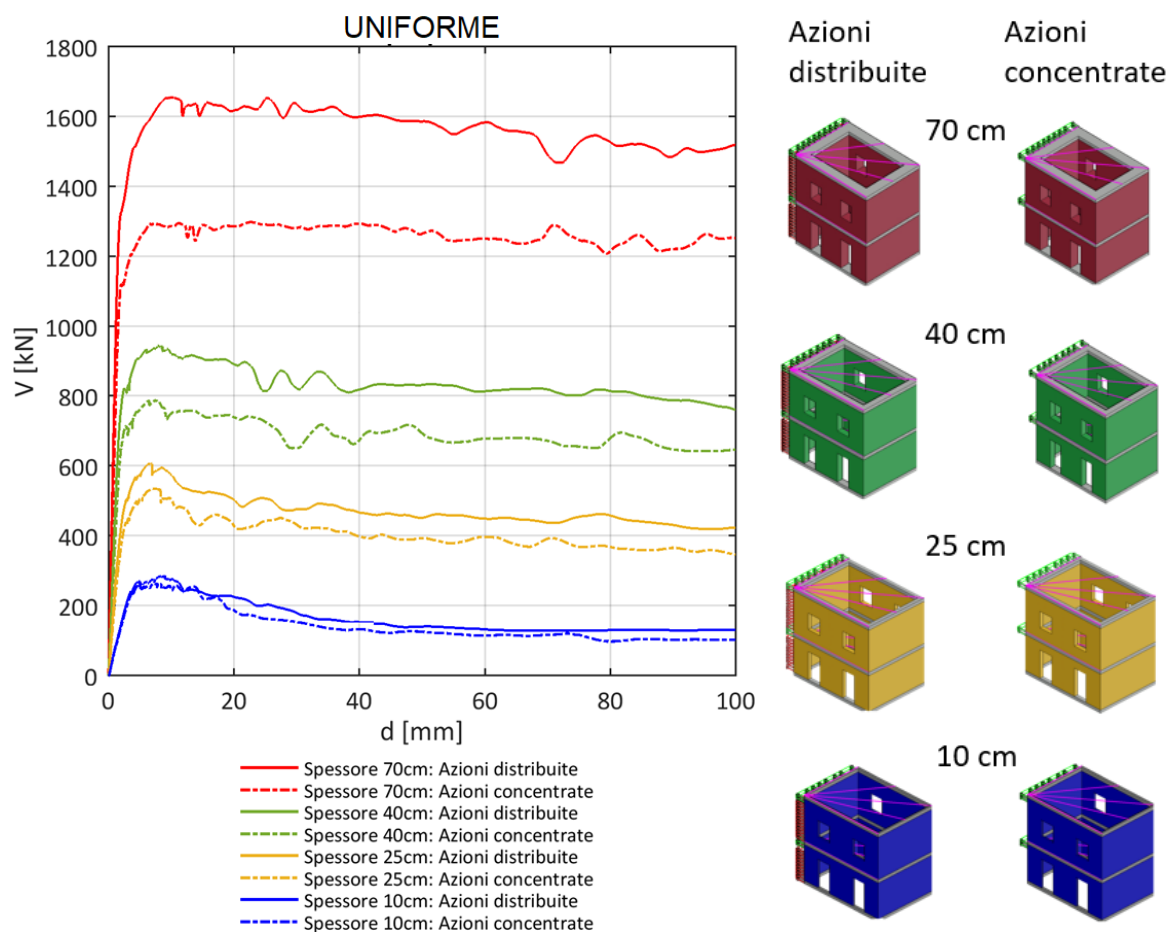 UNIFORME
1800
1600
1400
1200
1000
800
600
400
200
0
V [kN]
0 20 40 60 80 100
d [mm]
Spessore 70cm: Azioni distribuite
Spessore 70cm: Azioni concentrate
Spessore 40cm: Azioni distribuite
Spessore 40cm: Azioni concentrate
Spessore 25cm: Azioni distribuite
Spessore 25cm: Azioni concentrate
Spessore 10cm: Azioni distribuite
Spessore 10cm: Azioni concentrate
Azioni
distribuite
Azioni
concentrate
70 cm
40 cm
25 cm
10 cm